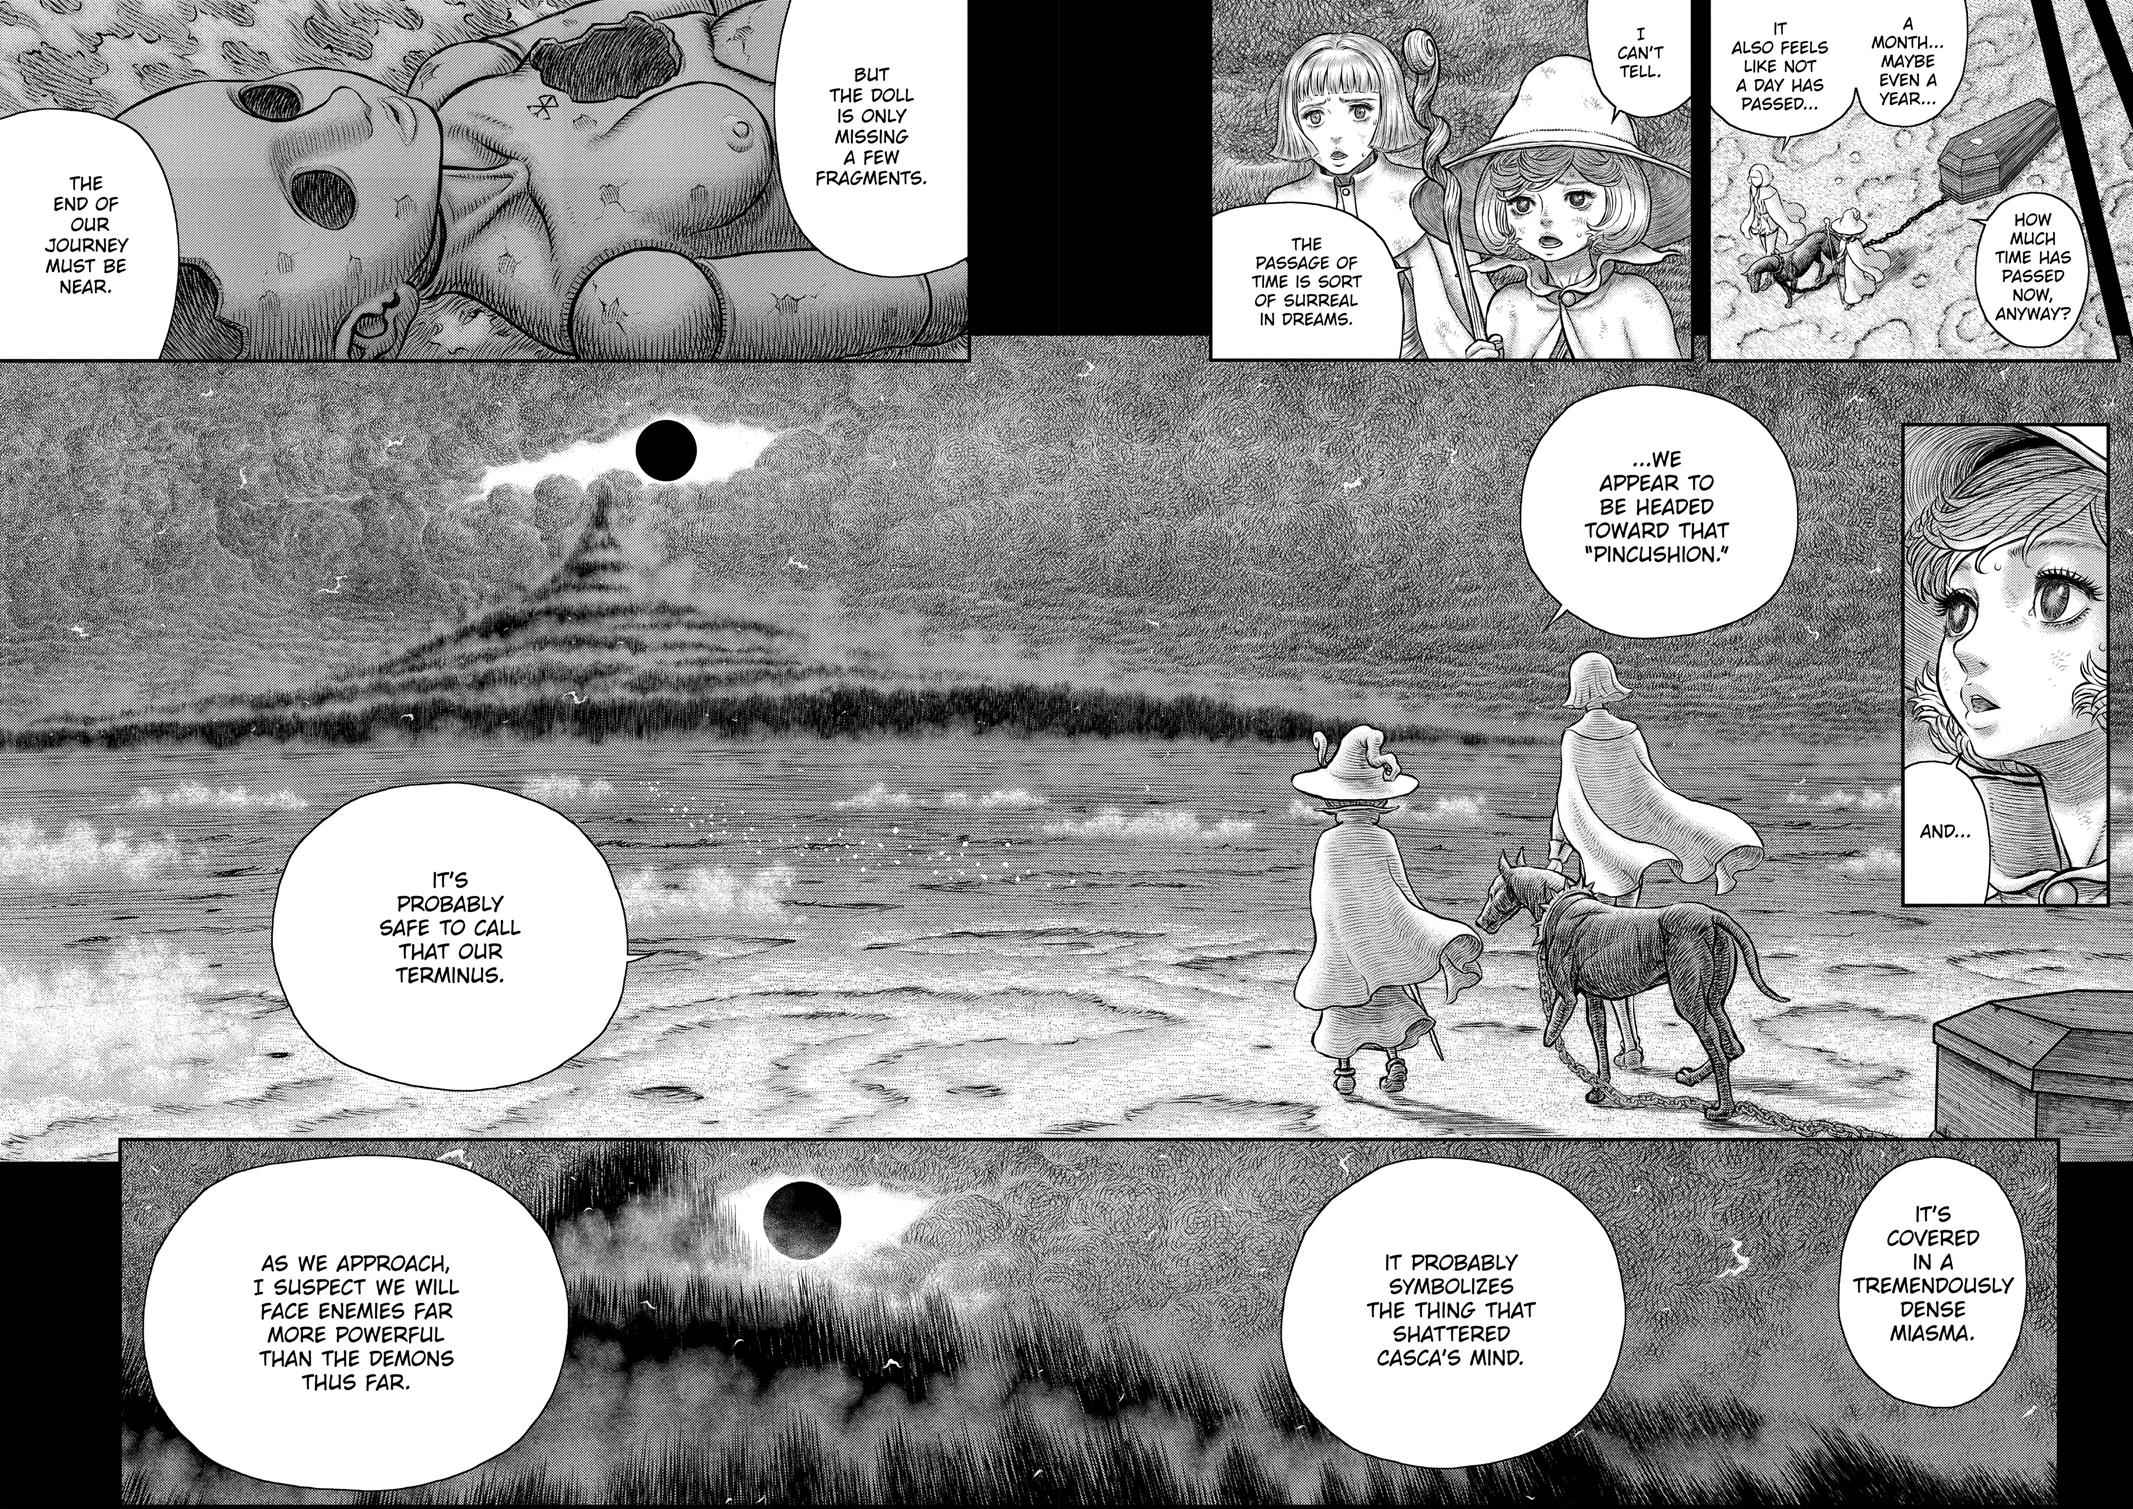 A
MONTH...
MAYBE
EVEN A
YEAR...
IT
ALSO FEELS
LIKE NOT
A DAY HAS
PASSED...
HOW
MUCH
TIME HAS
PASSED
NOW,
ANYWAY?
I
CAN'T
TELL.
THE
PASSAGE OF
TIME IS SORT
OF SURREAL
IN DREAMS.
BUT
THE DOLL
IS ONLY
MISSING
A FEW
FRAGMENTS.
THE
END OF
OUR
JOURNEY
MUST BE
NEAR.
AND...
...WE
APPEAR TO
BE HEADED
TOWARD THAT
"PINCUSHION."
IT'S
PROBABLY
SAFE TO CALL
THAT OUR
TERMINUS.
IT'S
COVERED
IN A
TREMENDOUSLY
DENSE
MIASMA.
IT PROBABLY
SYMBOLIZES
THE THING THAT
SHATTERED
CASCA'S MIND.
AS WE APPROACH,
I SUSPECT WE WILL
FACE ENEMIES FAR
MORE POWERFUL
THAN THE DEMONS
THUS FAR.